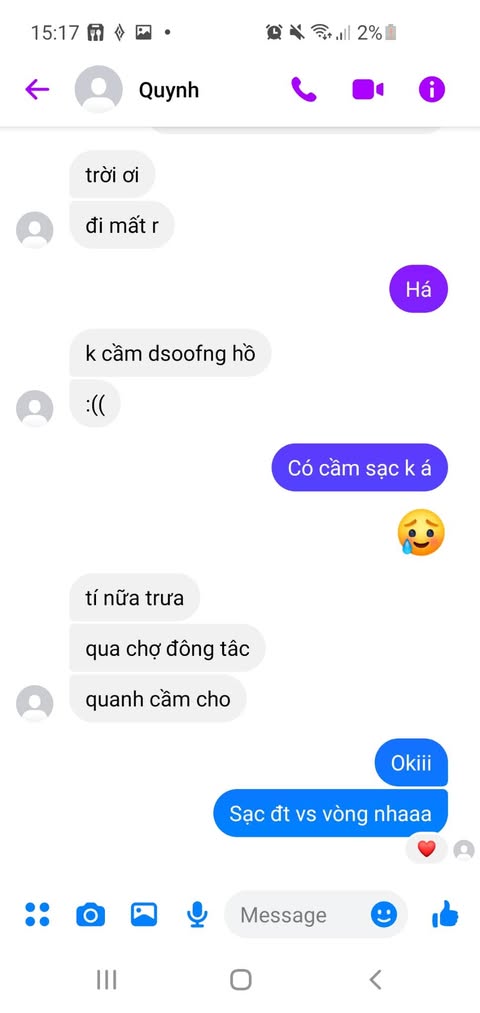 15:17
2%
Quynh
trời ơi
đi mất r
Há
k cầm dsoofng hồ
:((
Có cầm sạc k á
tí nữa trưa
qua chợ đông tâc
quanh cầm cho
Okiii
Sạc đt vs vòng nhaaa
Message